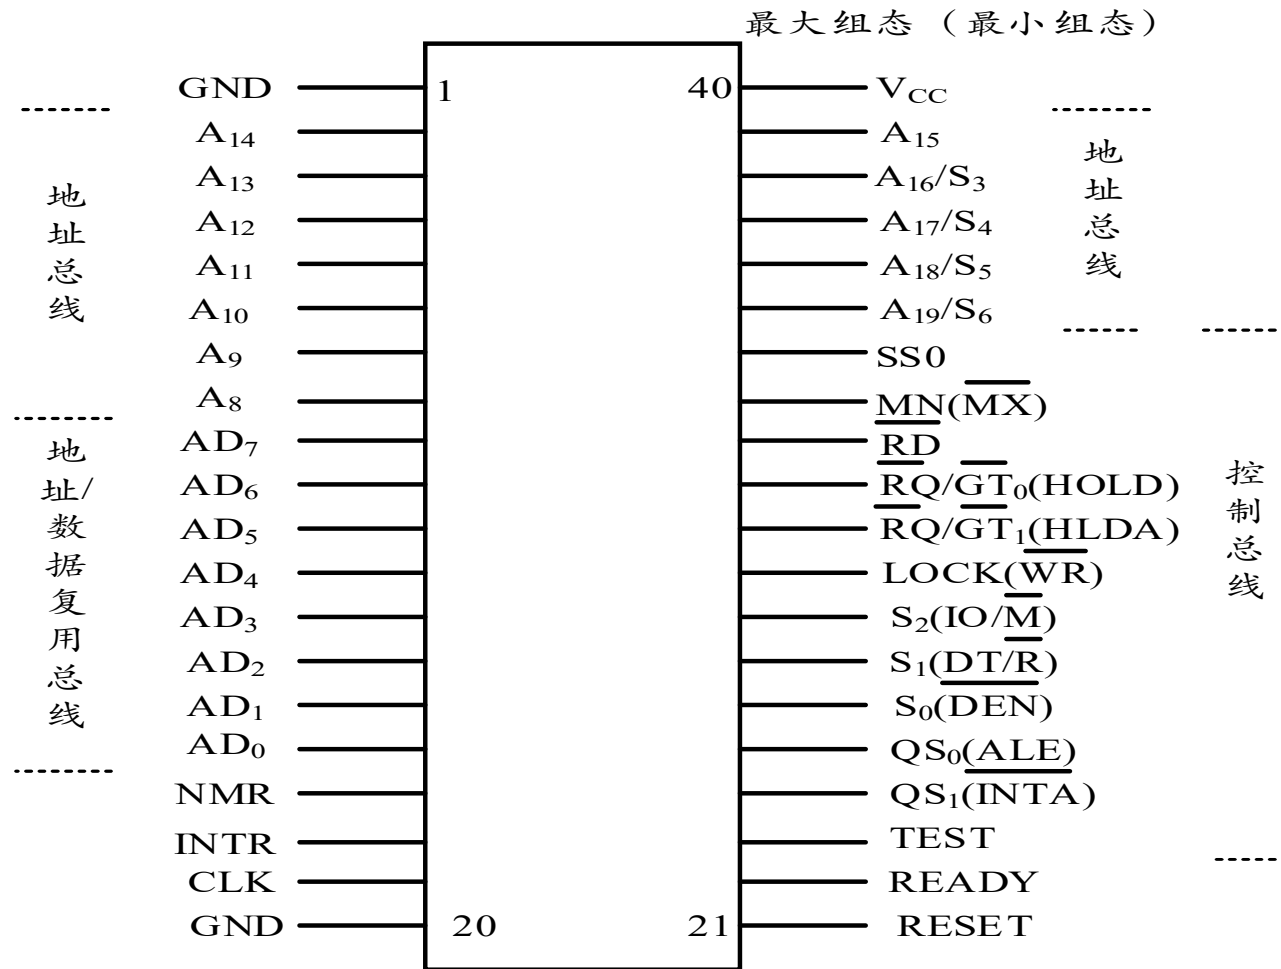 最大组态（最小组态）
GND 1 40 VCC
A14 A15
A13 A16/S3
A12 A17/S4
A11 A18/S5
A10 A19/S6
A9 SS0
A8 MN(MX)
AD7 RD
AD6 RQ/GT0(HOLD)
AD5 RQ/GT1(HLDA)
AD4 LOCK(WR)
AD3 S2(IO/M)
AD2 S1(DT/R)
AD1 S0(DEN)
AD0 QS0(ALE)
NMR QS1(INTA)
INTR TEST
CLK READY
GND 20 21 RESET
地址总线
地址/数据复用总线
地址总线
控制总线